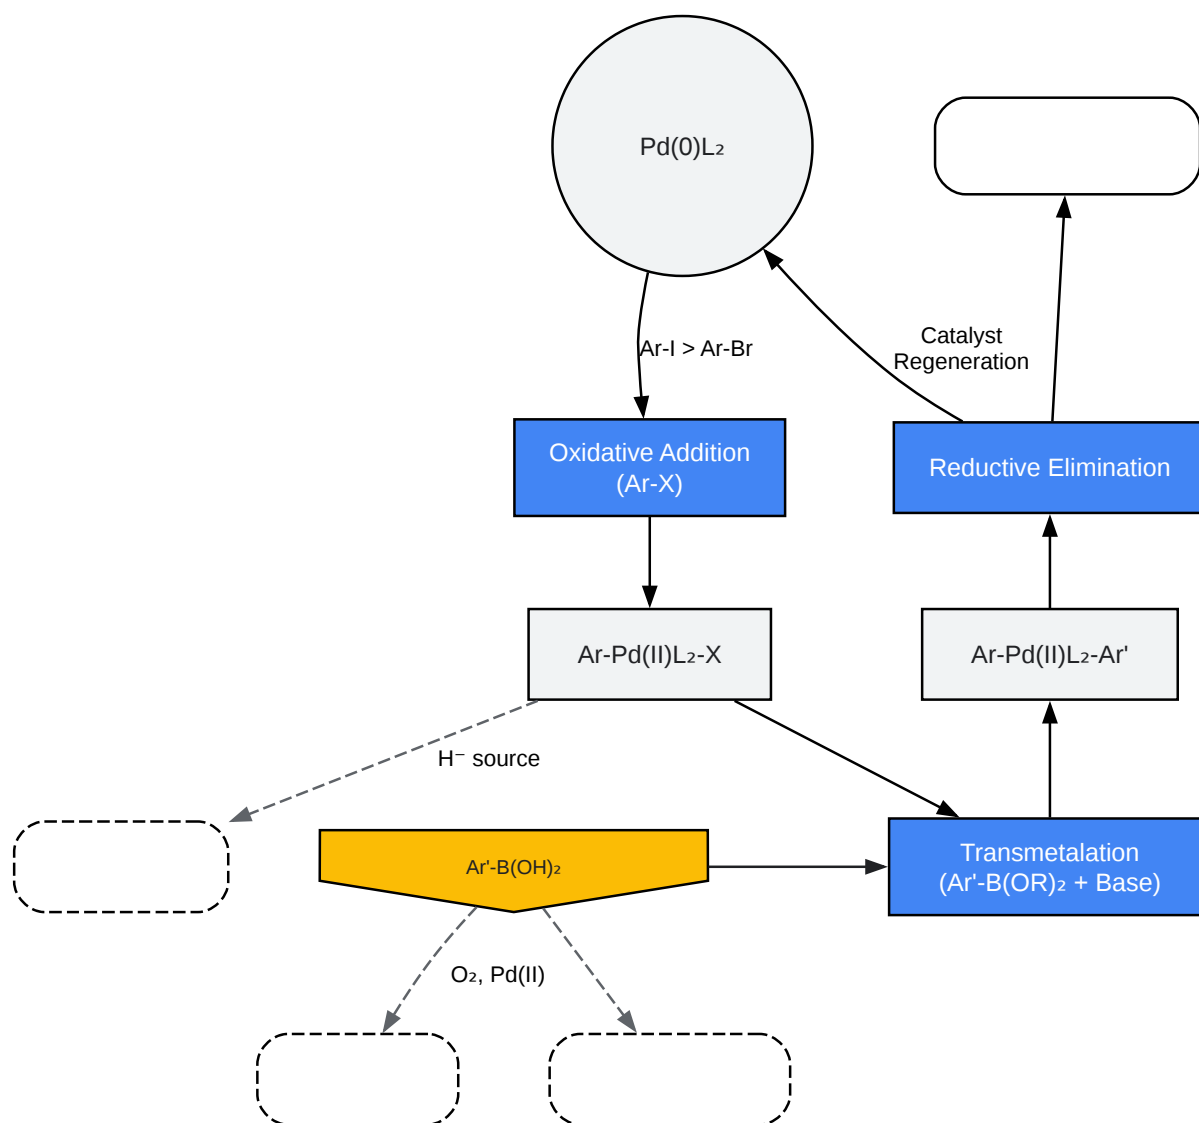 Pd(0)L₂
Ar-I > Ar-Br
Catalyst
Regeneration
Oxidative Addition
(Ar-X)
Reductive Elimination
Ar-Pd(II)L₂-X
Ar-Pd(II)L₂-Ar'
H⁻ source
Ar'-B(OH)₂
Transmetalation
(Ar'-B(OR)₂ + Base)
O₂, Pd(II)